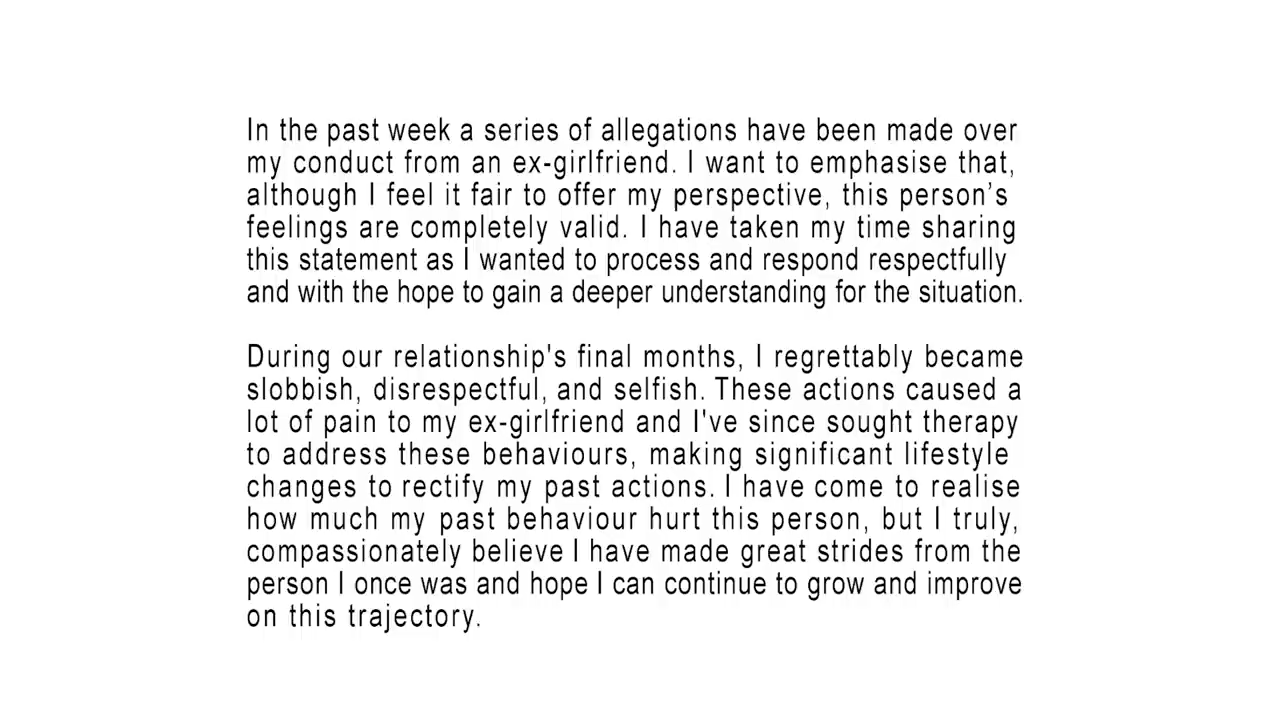 In the past week a series of allegations have been made over
my conduct from an ex-girlfriend. I want to emphasise that,
although I feel it fair to offer my perspective, this person’s
feelings are completely valid. I have taken my time sharing
this statement as I wanted to process and respond respectfully
and with the hope to gain a deeper understanding for the situation.
During our relationship's final months, I regrettably became
slobbish, disrespectful, and selfish. These actions caused a
lot of pain to my ex-girlfriend and I've since sought therapy
to address these behaviours, making significant lifestyle
changes to rectify my past actions. I have come to realise
how much my past behaviour hurt this person, but I truly,
compassionately believe I have made great strides from the
person I once was and hope I can continue to grow and improve
on this trajectory.